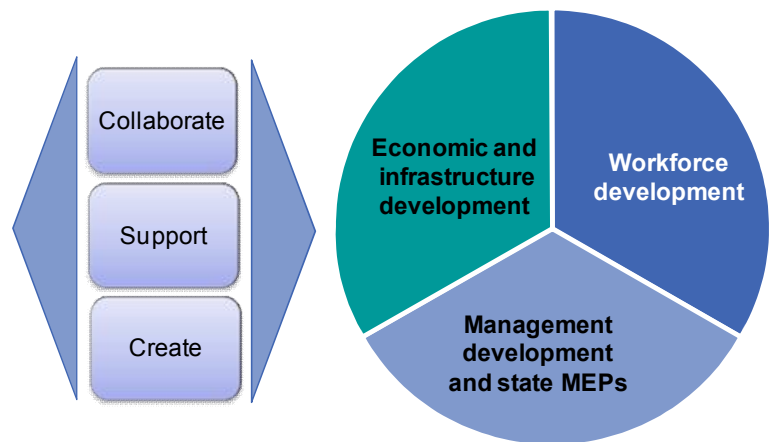 Collaborate
Support
Create
Economic and
infrastructure
development
Workforce
development
Management
development
and state MEPs